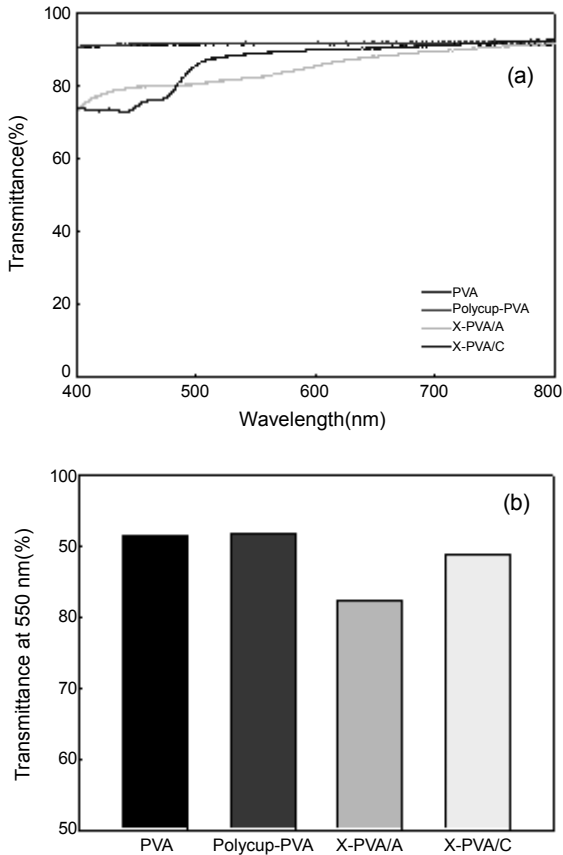 100
80
60
40
20
0
Transmittance(%)
(a)
PVA
Polycup-PVA
X-PVA/A
X-PVA/C
400
500
600
700
800
Wavelength(nm)
100
50
80
70
60
50
Transmittance at 550 nm(%)
(b)
PVA
Polycup-PVA
X-PVA/A
X-PVA/C